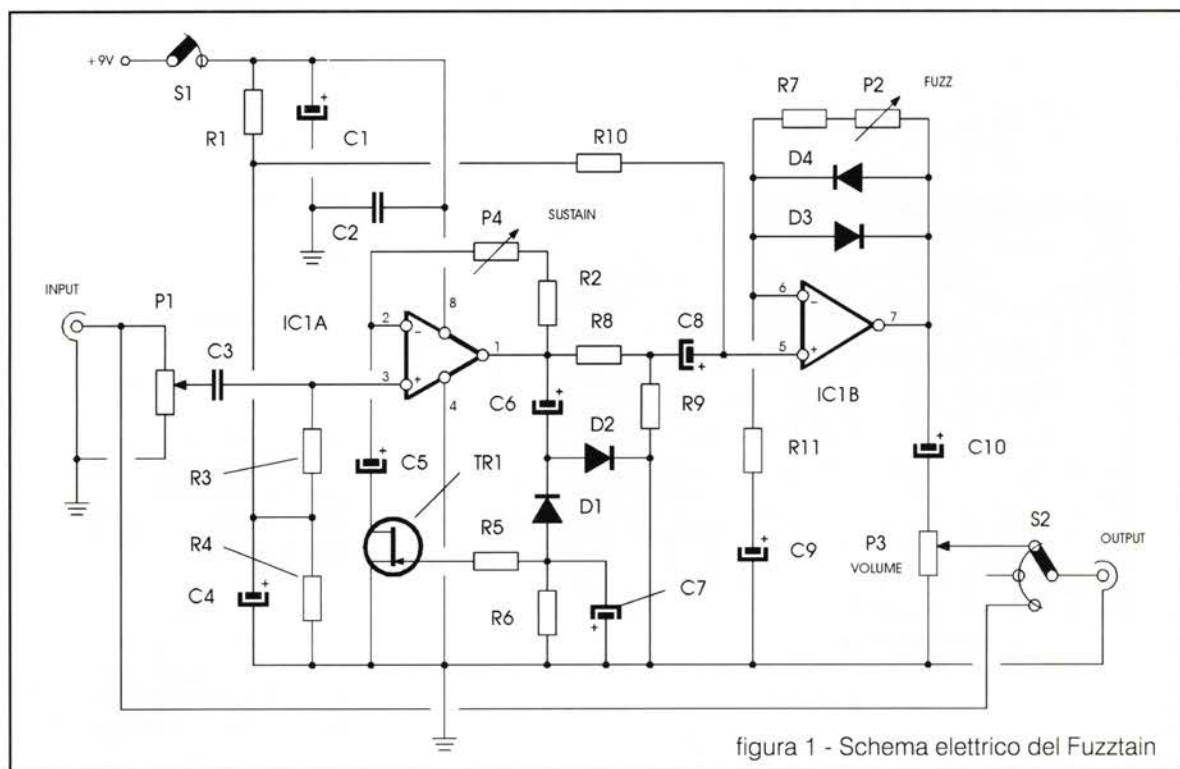 +9V
S1
R1
C1
C2
R10
R7
P2
FUZZ
D4
D3
P4
SUSTAIN
R2
INPUT
P1
C3
IC1A
8
2
-
3
+
1
4
R8
C8
+
R9
6
-
5
+
7
IC1B
C6
+
D2
D1
R3
R4
C4
+
C5
+
TR1
R5
R6
C7
+
R11
C9
+
C10
+
P3
VOLUME
S2
OUTPUT
figura 1 - Schema elettrico del Fuzztain